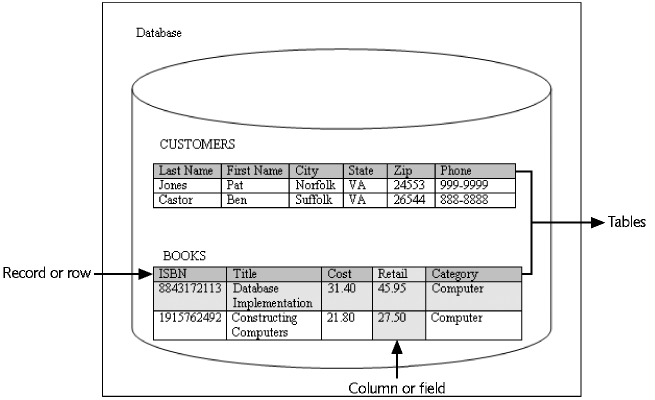 Database
CUSTOMERS
Last Name First Name City State Zip Phone
Jones Pat Norfolk VA 24553 999-9999
Castor Ben Suffolk VA 26544 888-8888
Tables
BOOKS
Record or row
ISBN Title Cost Retail Category
8843172113 Database 31.40 45.95 Computer
Implementation
1915762492 Constructing 21.80 27.50 Computer
Computers
Column or field